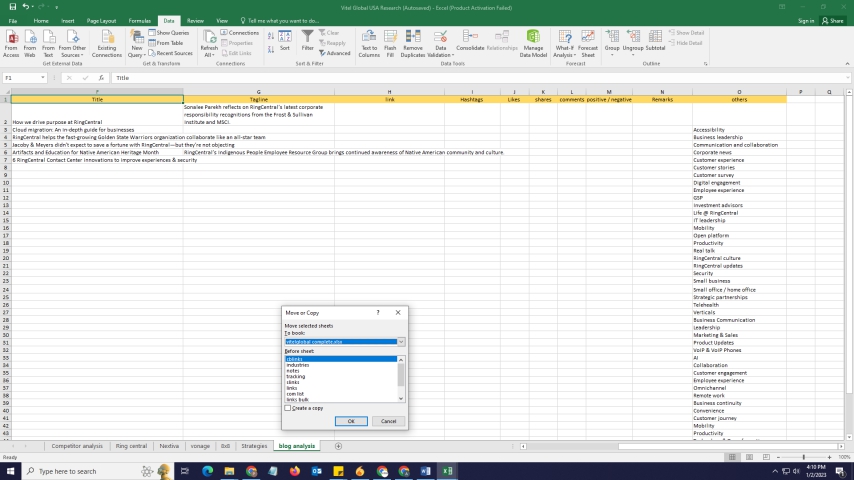 Vital Global USA Research (Autosaved) - Excel (Product Activation Failed)
File Home Insert Page Layout Formulas Data Review View Tell me what you want to do... Sign in Share
From Access From Web From Text From Other Sources Existing Connections New Query Show Queries From Table Recent Sources Refresh All Connections Properties Edit Links Sort Filter Clear Reapply Advanced Text to Columns Flash Fill Remove Duplicates Data Validation Consolidate Relationships Manage Data Model What-If Analysis Forecast Sheet Group Ungroup Subtotal Show Detail Hide Detail
Get External Data Get & Transform Connections Sort & Filter Data Tools Forecast Outline
F1 fx Title
F G H I J K L M N O P Q
1 Title Tagline link Hashtags Likes shares comments positive / negative Remarks others
Sonalee Parekh reflects on RingCentral's latest corporate
responsibility recognitions from the Frost & Sullivan
2 How we drive purpose at RingCentral Institute and MSCI.
3 Cloud migration: An in-depth guide for businesses Accessibility
4 RingCentral helps the fast-growing Golden State Warriors organization collaborate like an all-star team Business leadership
5 Jacoby & Meyers didn't expect to save a fortune with RingCentral—but they're not objecting Communication and collaboration
6 Artifacts and Education for Native American Heritage Month RingCentral's Indigenous People Employee Resource Group brings continued awareness of Native American community and culture. Corporate news
7 6 RingCentral Contact Center innovations to improve experiences & security Customer experience
8 Customer stories
9 Customer survey
10 Digital engagement
11 Employee experience
12 GSP
13 Investment advisors
14 Life @ RingCentral
15 IT leadership
16 Mobility
17 Open platform
18 Productivity
19 Real talk
20 RingCentral culture
21 RingCentral updates
22 Security
23 Small business
24 Small office / home office
25 Strategic partnerships
26 Telehealth
27 Verticals
28 Business Communication
29 Leadership
30 Marketing & Sales
31 Product Updates
32 VoIP & VoIP Phones
33 AI
34 Collaboration
35 Customer engagement
36 Employee experience
37 Omnichannel
38 Remote work
39 Business continuity
40 Convenience
41 Customer journey
42 Mobility
43 Productivity
Move or Copy ?
Move selected sheets
To book:
vitalglobal complete.xlsx
Before sheet:
industries
notes
tracking
slinks
links
som list
links bulk
Create a copy
OK Cancel
Competitor analysis Ring central Nextiva vonage 8x8 Strategies blog analysis
Ready 100%
Type here to search
4:10 PM
1/2/2023